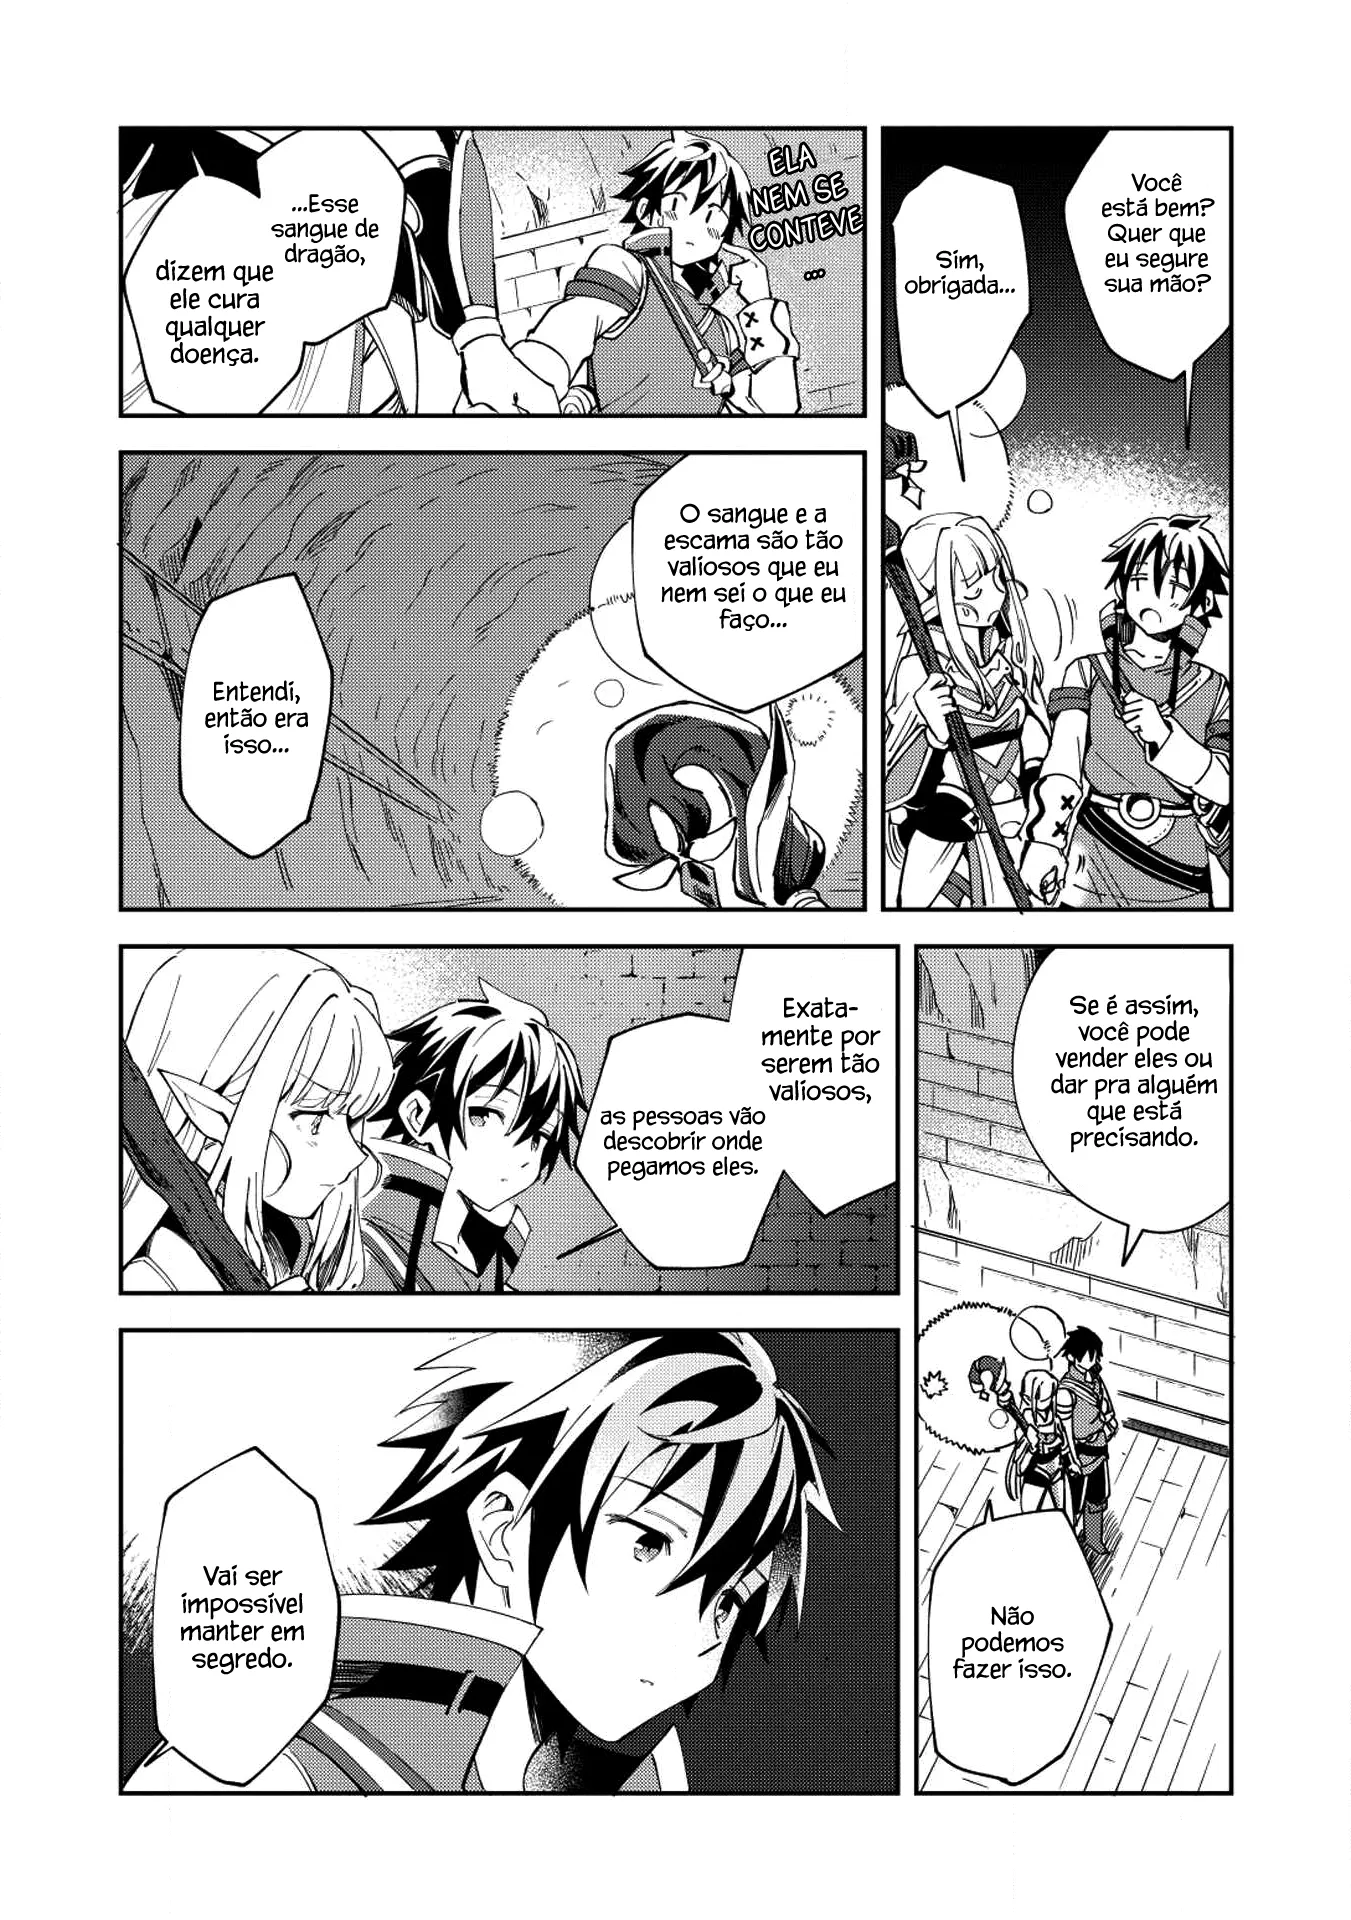 Você
está bem?
Quer que
eu segure
sua mão?
Sim,
obrigada...
ELA
NEM SE
CONTEVE
...
...Esse
sangue de
dragão,
dizem que
ele cura
qualquer
doença.
O sangue e a
escama são tão
valiosos que eu
nem sei o que eu
faço...
Entendi,
então era
isso...
Se é assim,
você pode
vender eles ou
dar pra alguém
que está
precisando.
Não
podemos
fazer isso.
Exata-
mente por
serem tão
valiosos,
as pessoas vão
descobrir onde
pegamos eles.
Vai ser
impossível
manter em
segredo.